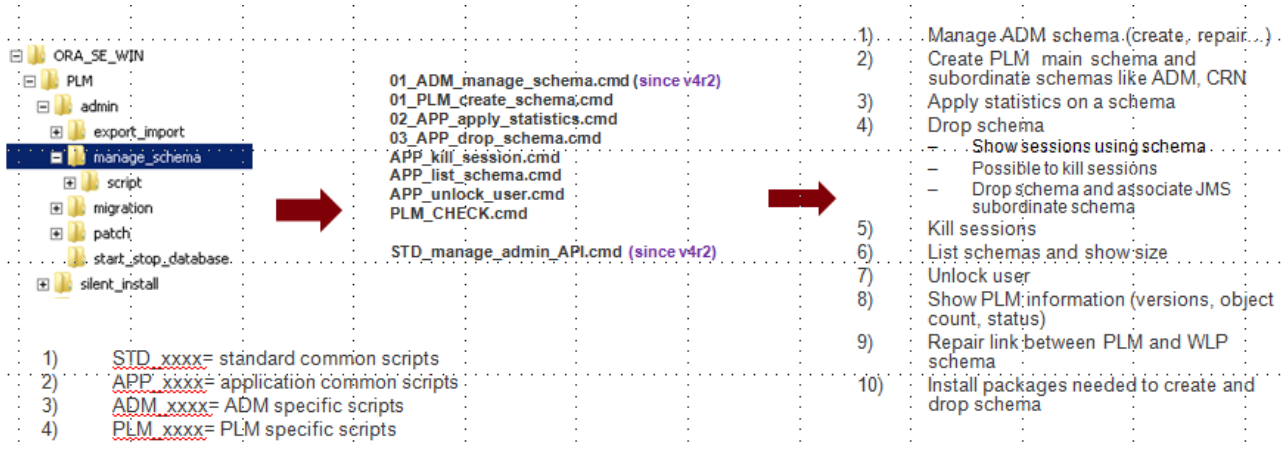 ORA_SE_WIN
PLM
admin
export_import
manage_schema
script
migration
patch
start_stop_database
silent_install
01_ADM_manage_schema.cmd (since v4r2)
01_PLM_create_schema.cmd
02_APP_apply_statistics.cmd
03_APP_drop_schema.cmd
APP_kill_session.cmd
APP_list_schema.cmd
APP_unlock_user.cmd
PLM_CHECK.cmd
STD_manage_admin_API.cmd (since v4r2)
1) Manage ADM schema (create, repair...)
2) Create PLM main schema and
subordinate schemas like ADM, CRN
3) Apply statistics on a schema
4) Drop schema
– Show sessions using schema
– Possible to kill sessions
– Drop schema and associate JMS
subordinate schema
5) Kill sessions
6) List schemas and show size
7) Unlock user
8) Show PLM information (versions, object
count, status)
9) Repair link between PLM and WLP
schema
10) Install packages needed to create and
drop schema
1) STD_xxxx= standard common scripts
2) APP_xxxx= application common scripts
3) ADM_xxxx= ADM specific scripts
4) PLM_xxxx= PLM specific scripts